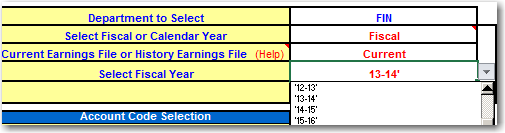 Department to Select FIN
Select Fiscal or Calendar Year Fiscal
Current Earnings File or History Earnings File (Help) Current
Select Fiscal Year 13-14'
'12-13'
'13-14'
'14-15'
'15-16'
Account Code Selection